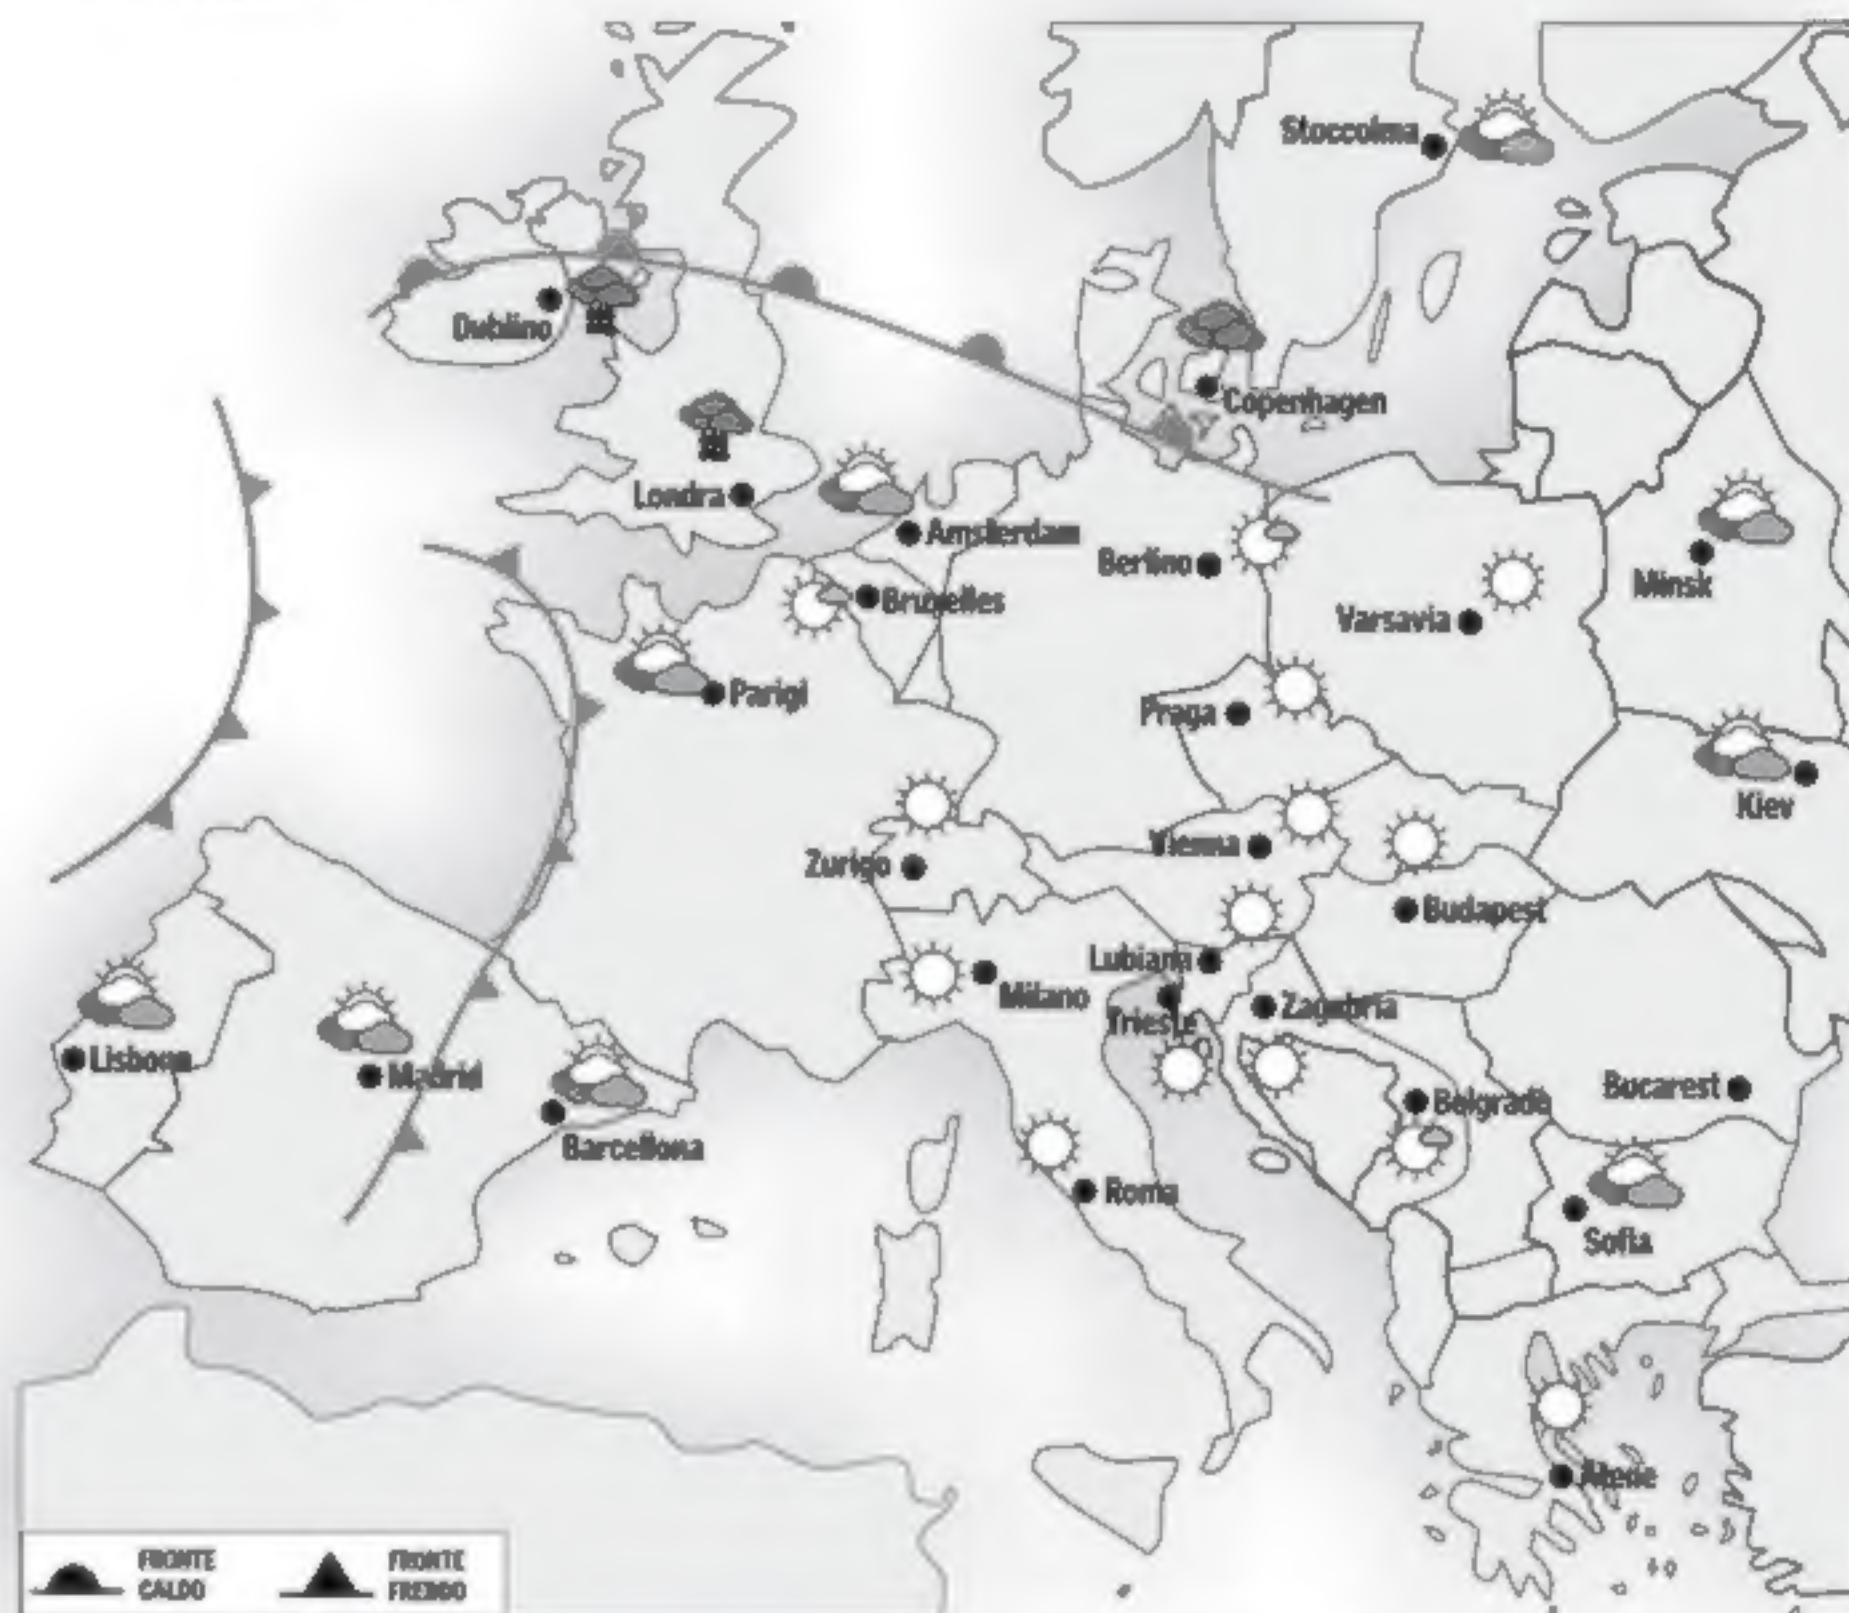 Stoccolma
Dublino
Copenhagen
Londra
Amsterdam
Berlino
Minsk
Bruxelles
Varsavia
Parigi
Praga
Kiev
Vienna
Zurigo
Budapest
Lubiana
Milano
Zagabria
Trieste
Lisbona
Madrid
Bucarest
Belgrado
Barcellona
Roma
Sofia
Atene
FRONTE
CALDO
FRONTE
FREDDO